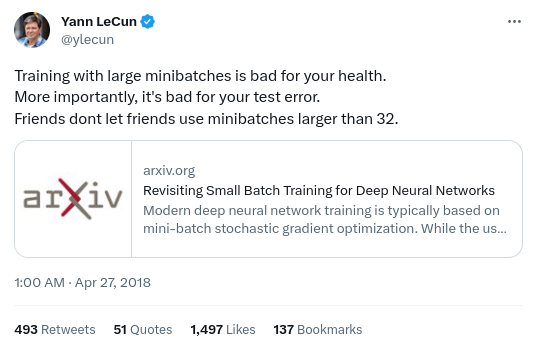 Yann LeCun
@ylecun
Training with large minibatches is bad for your health.
More importantly, it's bad for your test error.
Friends dont let friends use minibatches larger than 32.
arXiv
arxiv.org
Revisiting Small Batch Training for Deep Neural Networks
Modern deep neural network training is typically based on
mini-batch stochastic gradient optimization. While the us...
1:00 AM · Apr 27, 2018
493 Retweets 51 Quotes 1,497 Likes 137 Bookmarks